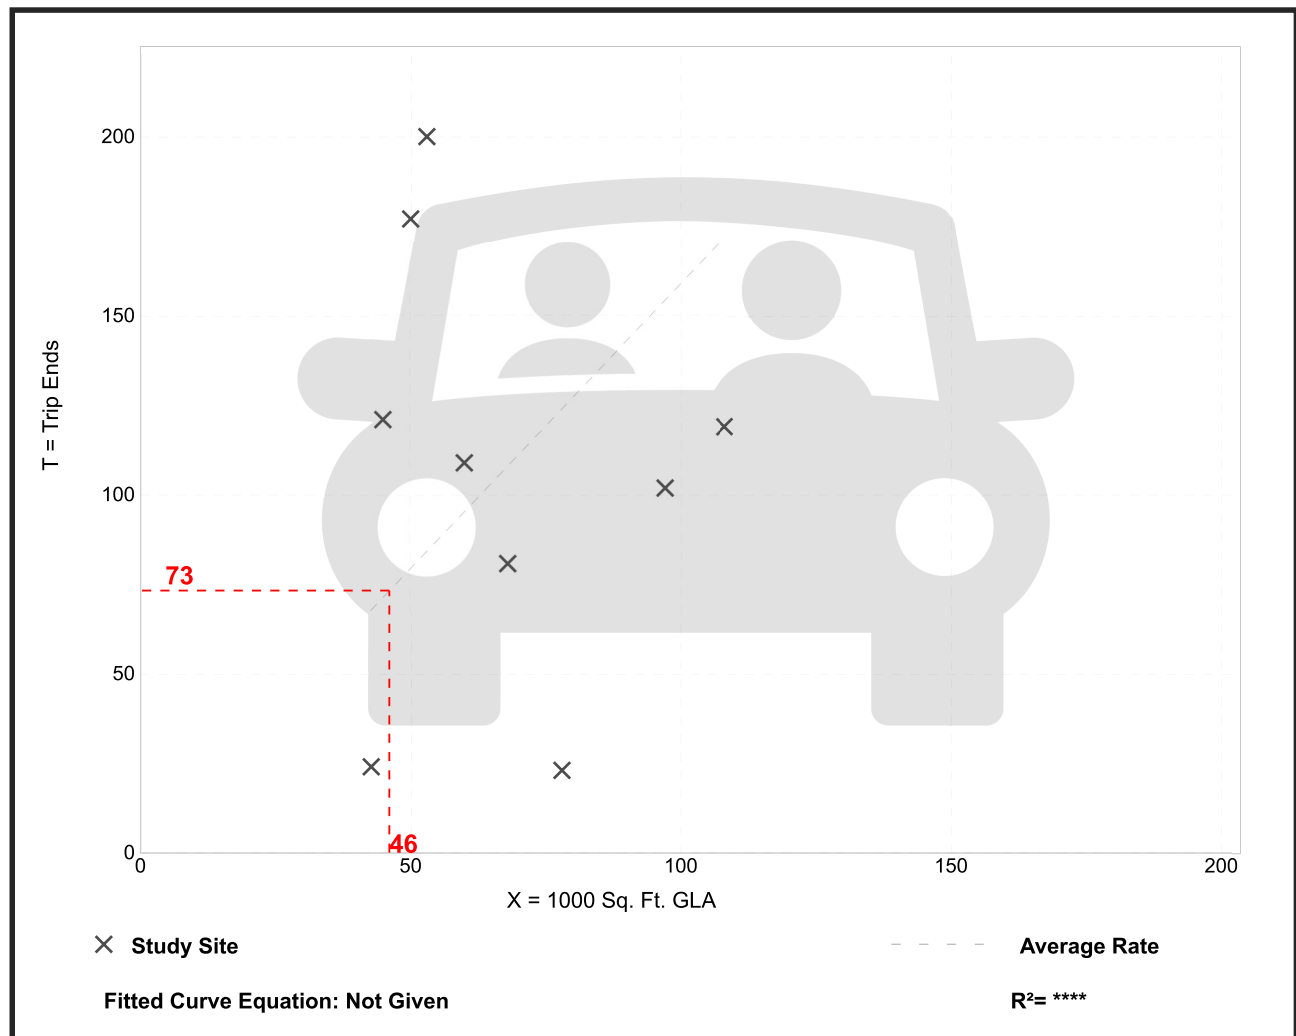 200
150
100
50
0
T = Trip Ends
73
46
0 50 100 150 200
X = 1000 Sq. Ft. GLA
Study Site
Average Rate
Fitted Curve Equation: Not Given
R²= ****